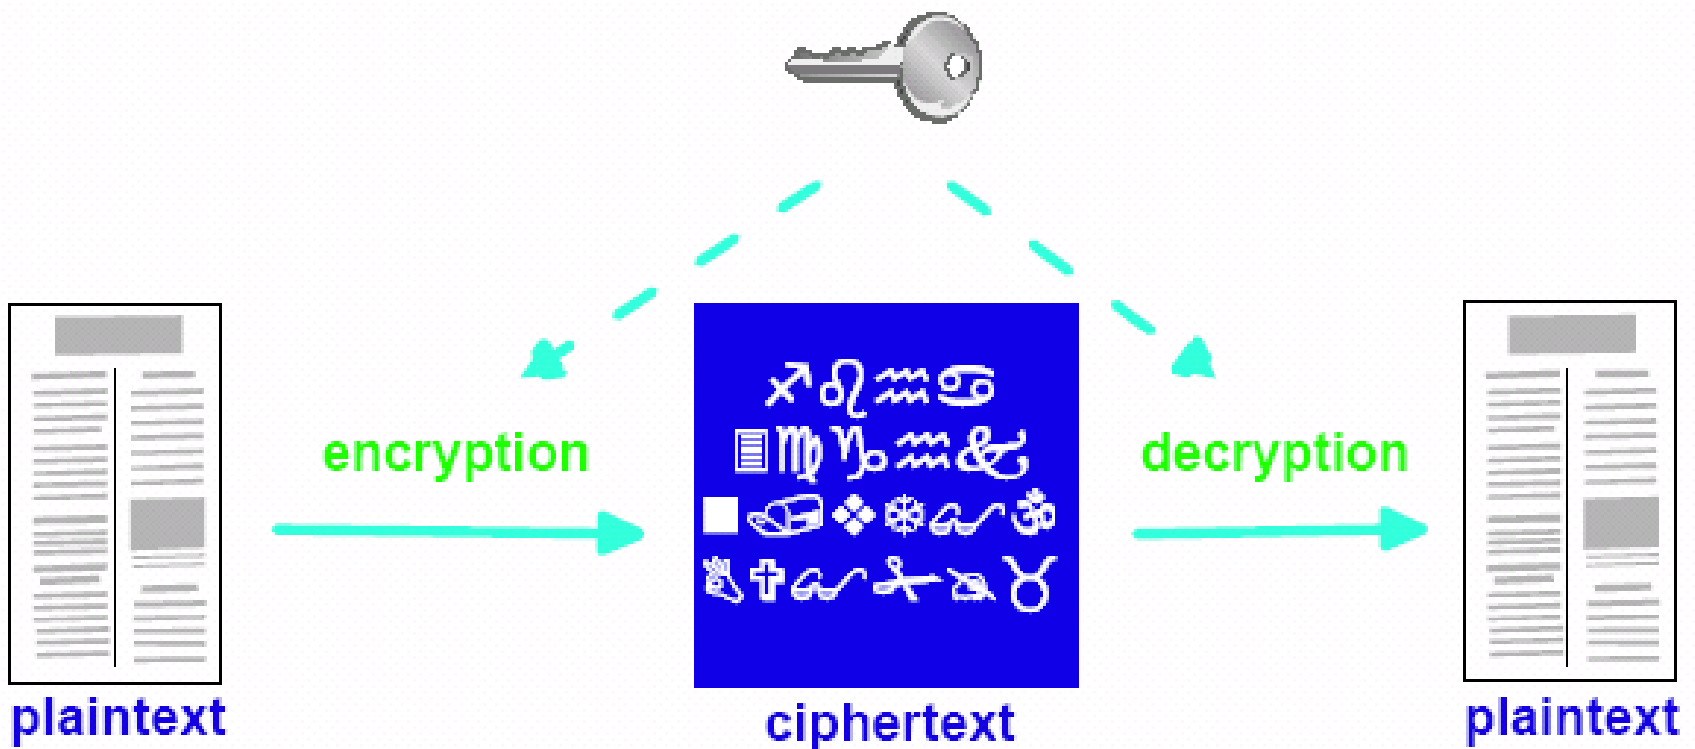 encryption
decryption
♐♌♒♋
🗏♍♑♒🙰
■✆❖❄🙵ॐ
plaintext
ciphertext
plaintext